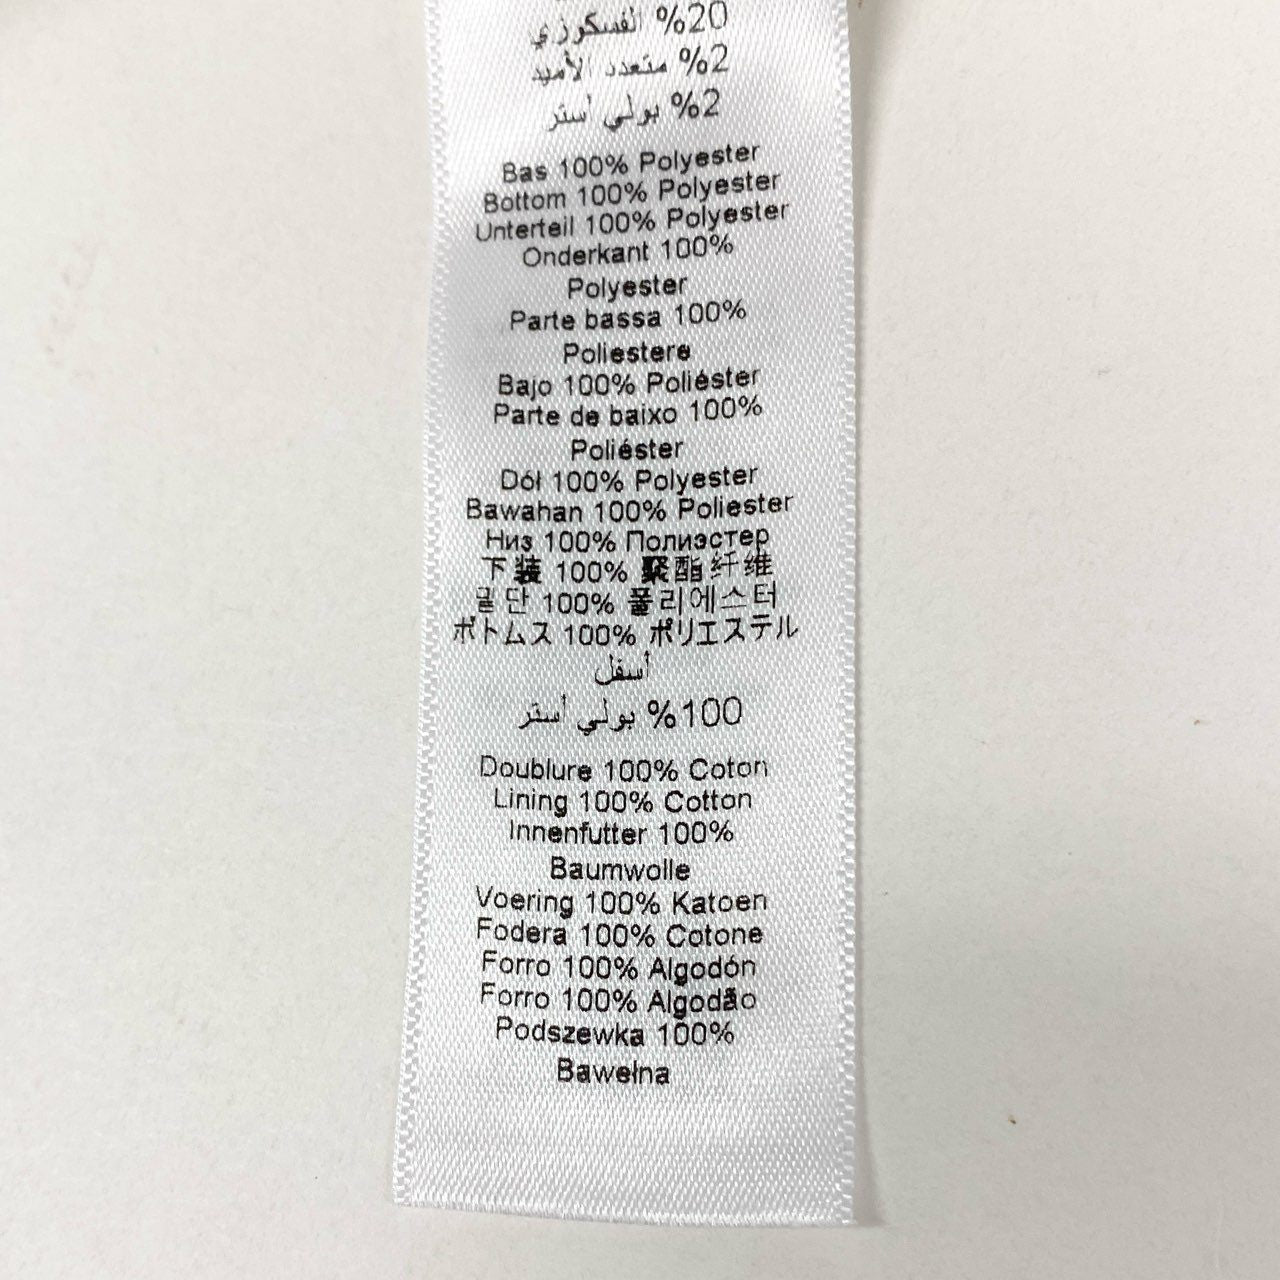 %20 الفسكوزي
%2 متعدد الأميد
%2 بولي أستر
Bas 100% Polyester
Bottom 100% Polyester
Unterteil 100% Polyester
Onderkant 100%
Polyester
Parte bassa 100%
Poliestere
Bajo 100% Poliéster
Parte de baixo 100%
Poliéster
Dół 100% Polyester
Bawahan 100% Poliester
Низ 100% Полиэстер
下装 100% 聚酯纤维
밑단 100% 폴리에스터
ボトムス 100% ポリエステル
أسفل
%100 بولي أستر
Doublure 100% Coton
Lining 100% Cotton
Innenfutter 100%
Baumwolle
Voering 100% Katoen
Fodera 100% Cotone
Forro 100% Algodón
Forro 100% Algodão
Podszewka 100%
Bawełna